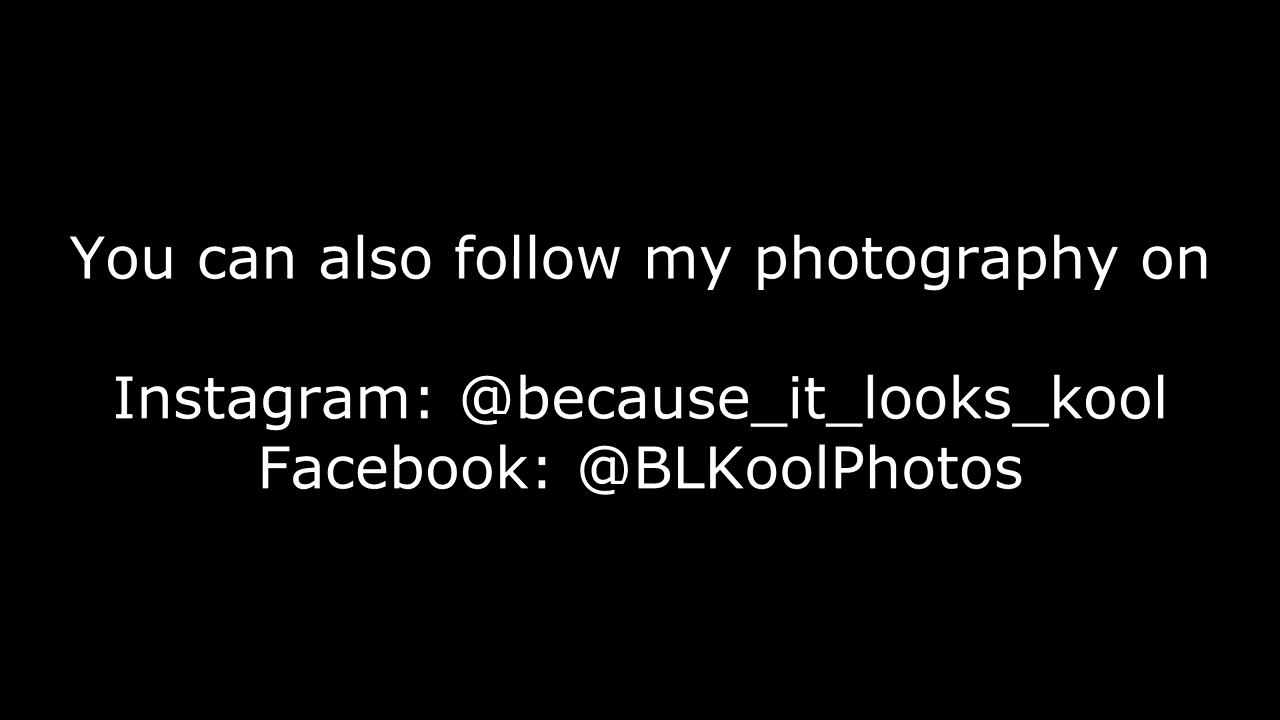 You can also follow my photography on
Instagram: @because_it_looks_kool
Facebook: @BLKoolPhotos